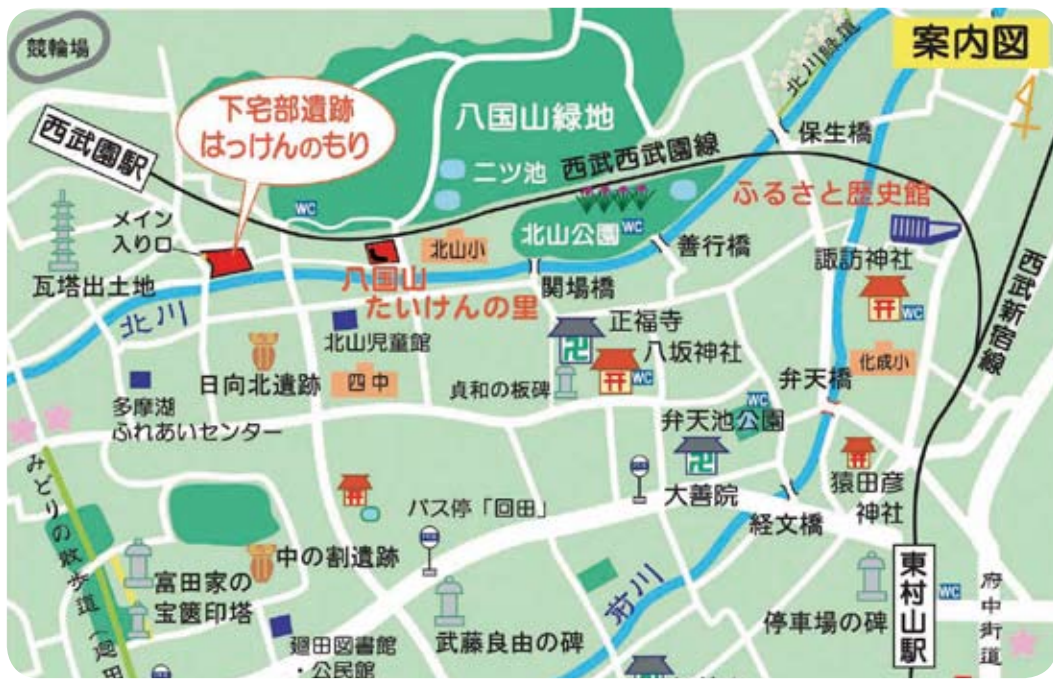 案内図
競輪場
下宅部遺跡
はっけんのもり
西武園駅
八国山緑地
二ツ池
西武西武園線
北川緑道
保生橋
ふるさと歴史館
メイン
入り口
WC
北山小
北山公園
WC
善行橋
諏訪神社
WC
瓦塔出土地
八国山
たいけんの里
関場橋
西武新宿線
北川
北山児童館
正福寺
八坂神社
WC
化成小
日向北遺跡
四中
貞和の板碑
弁天橋
多摩湖
ふれあいセンター
WC
弁天池公園
みどりの散歩道(廻田
大善院
猿田彦
神社
バス停「回田」
経文橋
中の割遺跡
富田家の
宝篋印塔
前川
東村山駅
WC
府中街道
停車場の碑
武藤良由の碑
廻田図書館
・公民館